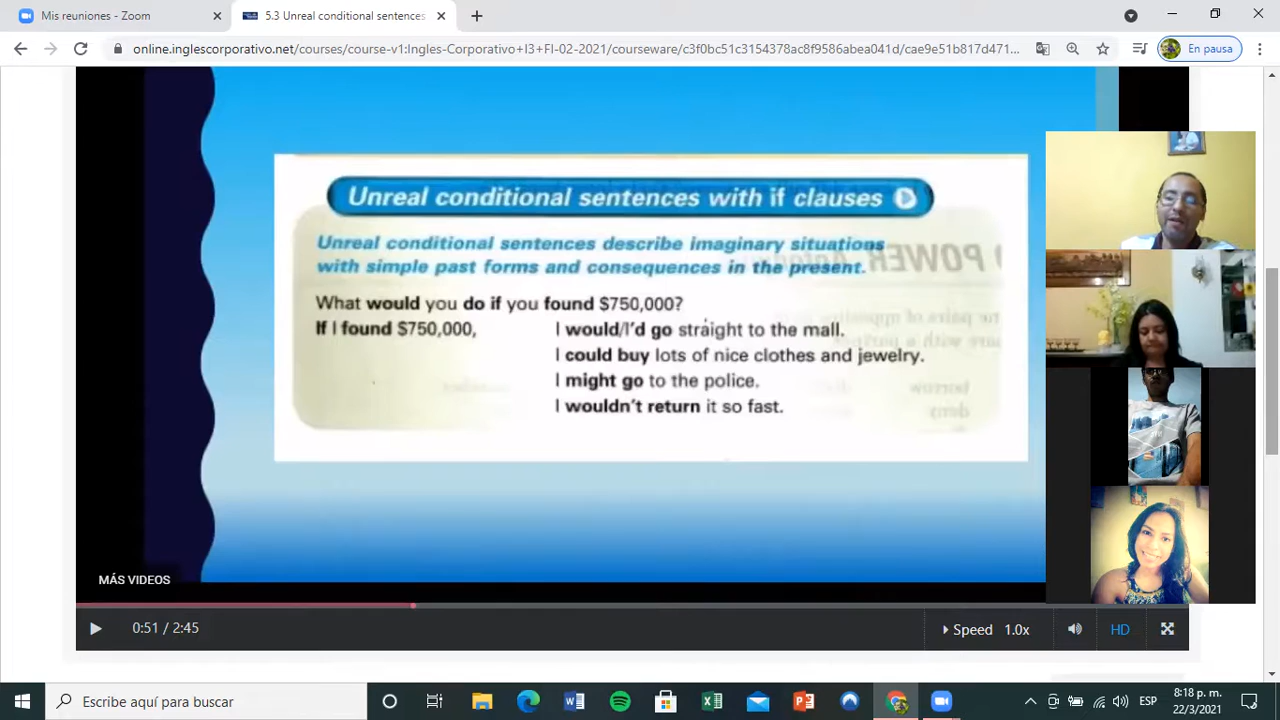 Mis reuniones - Zoom
5.3 Unreal conditional sentences
online.inglescorporativo.net/courses/course-v1:Ingles-Corporativo+I3+FI-02-2021/courseware/c3f0bc51c3154378ac8f9586abea041d/cae9e51b817d471...
En pausa
Unreal conditional sentences with if clauses
Unreal conditional sentences describe imaginary situations
with simple past forms and consequences in the present.
What would you do if you found $750,000?
If I found $750,000, I would/I'd go straight to the mall.
I could buy lots of nice clothes and jewelry.
I might go to the police.
I wouldn't return it so fast.
MÁS VIDEOS
0:51 / 2:45
Speed 1.0x
HD
Escribe aquí para buscar
ESP
8:18 p. m.
22/3/2021